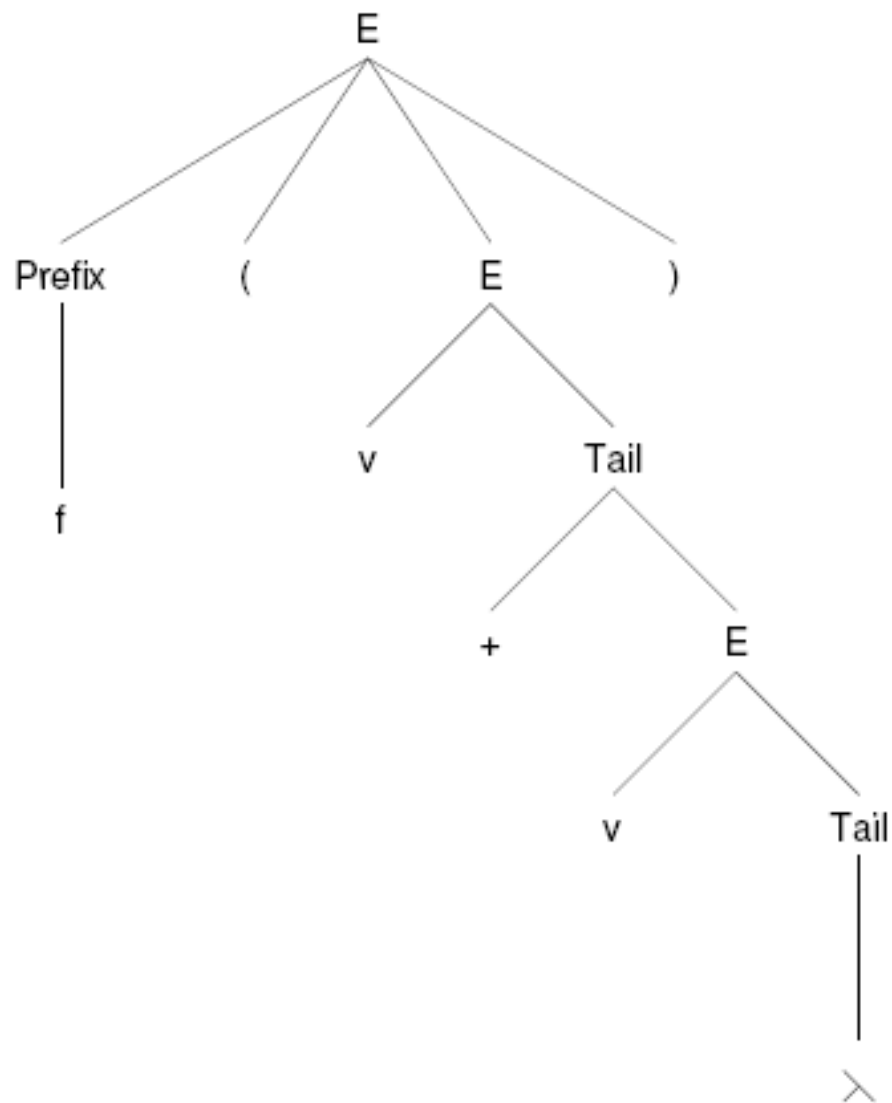 E
Prefix ( E )
v Tail
f
+ E
v Tail
λ